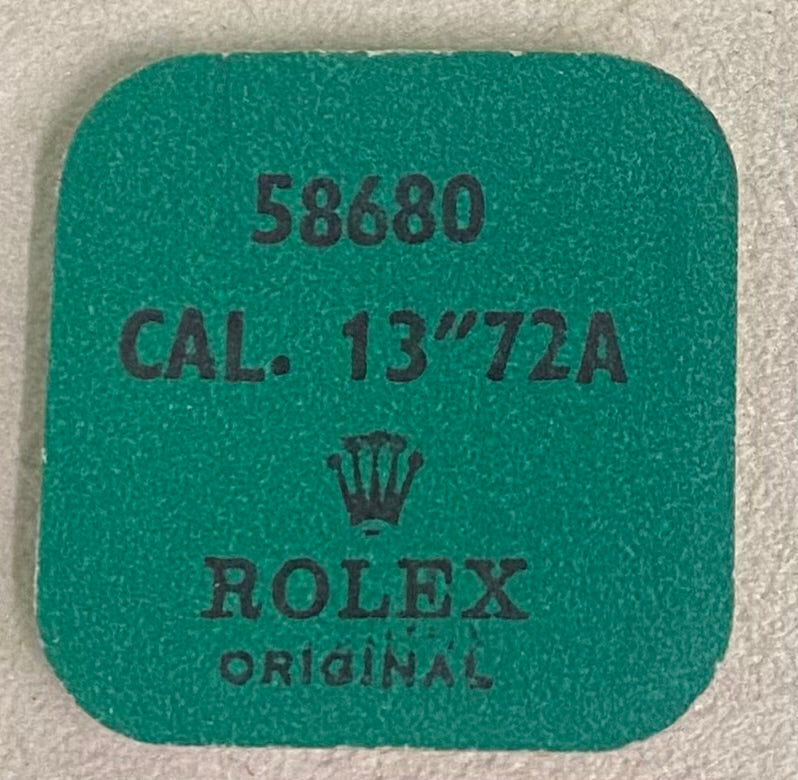 58680
CAL. 13″72A
ROLEX
ORIGINAL